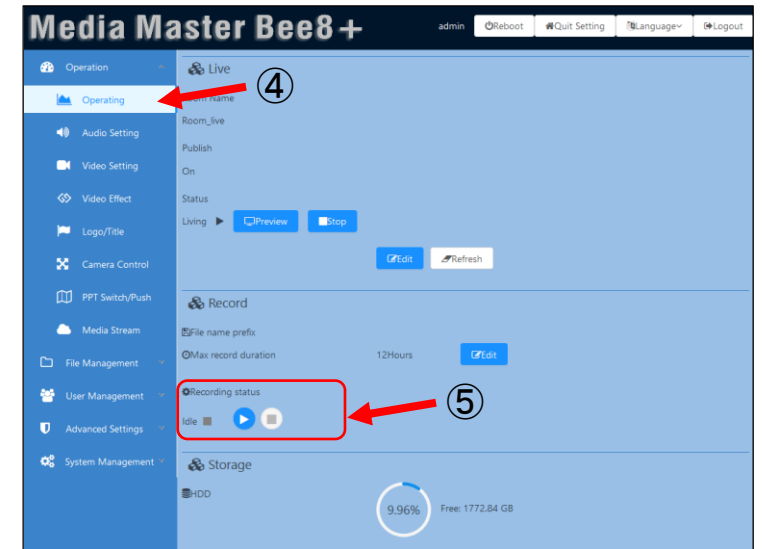 Media Master Bee8+
admin Reboot Quit Setting Language Logout
Operation
Operating
Audio Setting
Video Setting
Video Effect
Logo/Title
Camera Control
PPT Switch/Push
Media Stream
File Management
User Management
Advanced Settings
System Management
Live
④
Room Name
Room_live
Publish
On
Status
Living Preview Stop
Edit Refresh
Record
File name prefix
Max record duration 12Hours Edit
Recording status
⑤
Idle
Storage
HDD
9.96% Free: 1772.84 GB